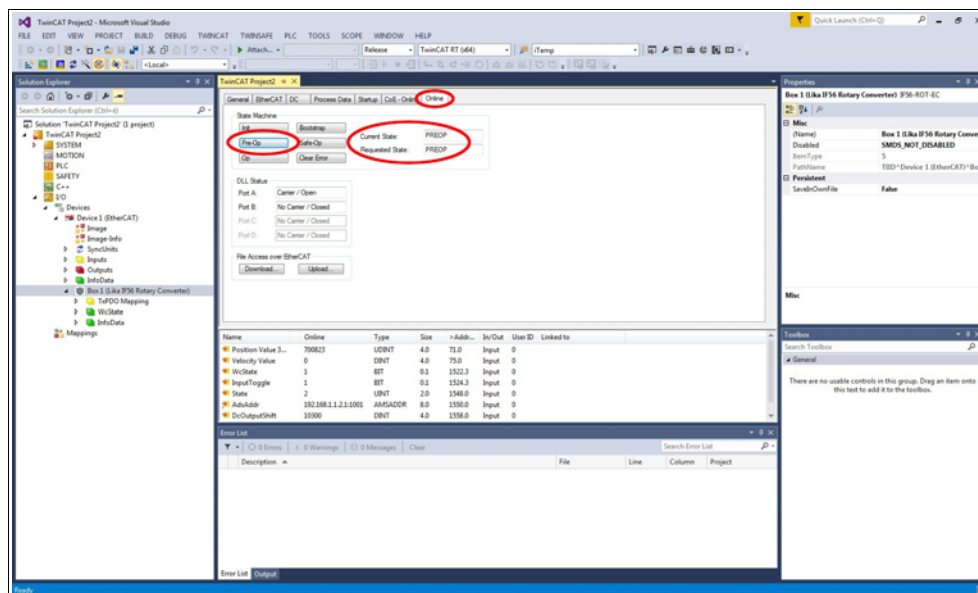 TwinCAT Project2 - Microsoft Visual Studio
Quick Launch (Ctrl+Q)
FILE EDIT VIEW PROJECT BUILD DEBUG TWINCAT TWINSAFE PLC TOOLS SCOPE WINDOW HELP
Attach... Release TwinCAT RT (x64) iTemp
<Local>
Solution Explorer
Search Solution Explorer (Ctrl+è)
Solution 'TwinCAT Project2' (1 project)
TwinCAT Project2
SYSTEM
MOTION
PLC
SAFETY
C++
I/O
Devices
Device 1 (EtherCAT)
Image
Image-Info
SyncUnits
Inputs
Outputs
InfoData
Box 1 (Lika IF56 Rotary Converter)
TxPDO Mapping
WcState
InfoData
Mappings
TwinCAT Project2
General EtherCAT DC Process Data Startup CoE - Online Online
State Machine
Init Bootstrap
Pre-Op Safe-Op
Op Clear Error
Current State: PREOP
Requested State: PREOP
DLL Status
Port A: Carrier / Open
Port B: No Carrier / Closed
Port C: No Carrier / Closed
Port D: No Carrier / Closed
File Access over EtherCAT
Download... Upload...
Name Online Type Size >Addr... In/Out User ID Linked to
Position Value 3... 700823 UDINT 4.0 71.0 Input 0
Velocity Value 0 DINT 4.0 75.0 Input 0
WcState 1 BIT 0.1 1522.3 Input 0
InputToggle 1 BIT 0.1 1524.3 Input 0
State 2 UINT 2.0 1548.0 Input 0
AdsAddr 192.168.1.1.2.1:1001 AMSADDR 8.0 1550.0 Input 0
DcOutputShift 10300 DINT 4.0 1558.0 Input 0
Error List
0 Errors 0 Warnings 0 Messages Clear
Search Error List
Description File Line Column Project
Error List Output
Properties
Box 1 (Lika IF56 Rotary Converter) IF56-ROT-EC
Misc
(Name) Box 1 (Lika IF56 Rotary Conve
Disabled SMDS_NOT_DISABLED
ItemType 5
PathName TIID^Device 1 (EtherCAT)^Bo
Persistent
SaveInOwnFile False
Misc
Toolbox
Search Toolbox
General
There are no usable controls in this group. Drag an item onto
this text to add it to the toolbox.
Ready